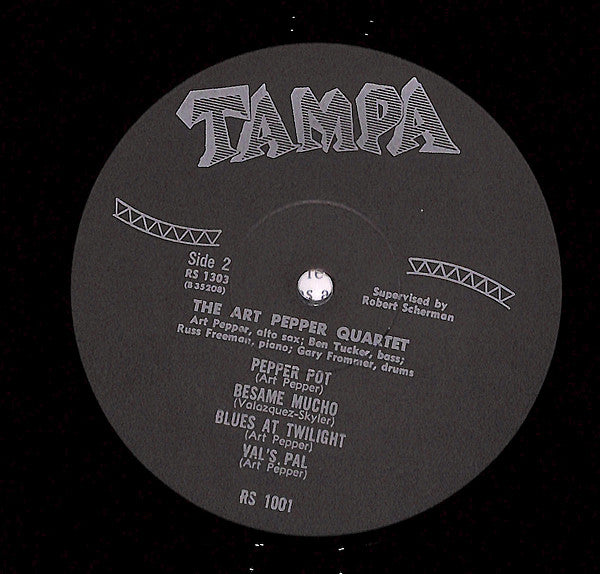 TAMPA
Side 2
RS 1303
(B35208)
Supervised by
Robert Scherman
THE ART PEPPER QUARTET
Art Pepper, alto sax; Ben Tucker, bass;
Russ Freeman, piano; Gary Frommer, drums
PEPPER POT
(Art Pepper)
BESAME MUCHO
(Valazquez-Skyler)
BLUES AT TWILIGHT
(Art Pepper)
VAL'S PAL
(Art Pepper)
RS 1001